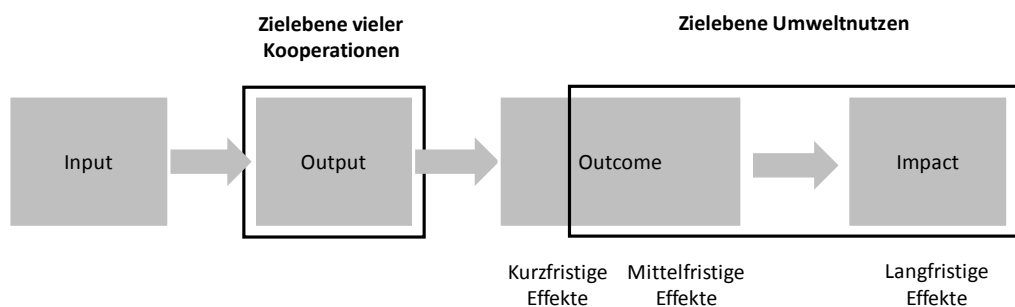 Zielebene vieler
Kooperationen
Zielebene Umweltnutzen
Input
Output
Outcome
Impact
Kurzfristige
Effekte
Mittelfristige
Effekte
Langfristige
Effekte